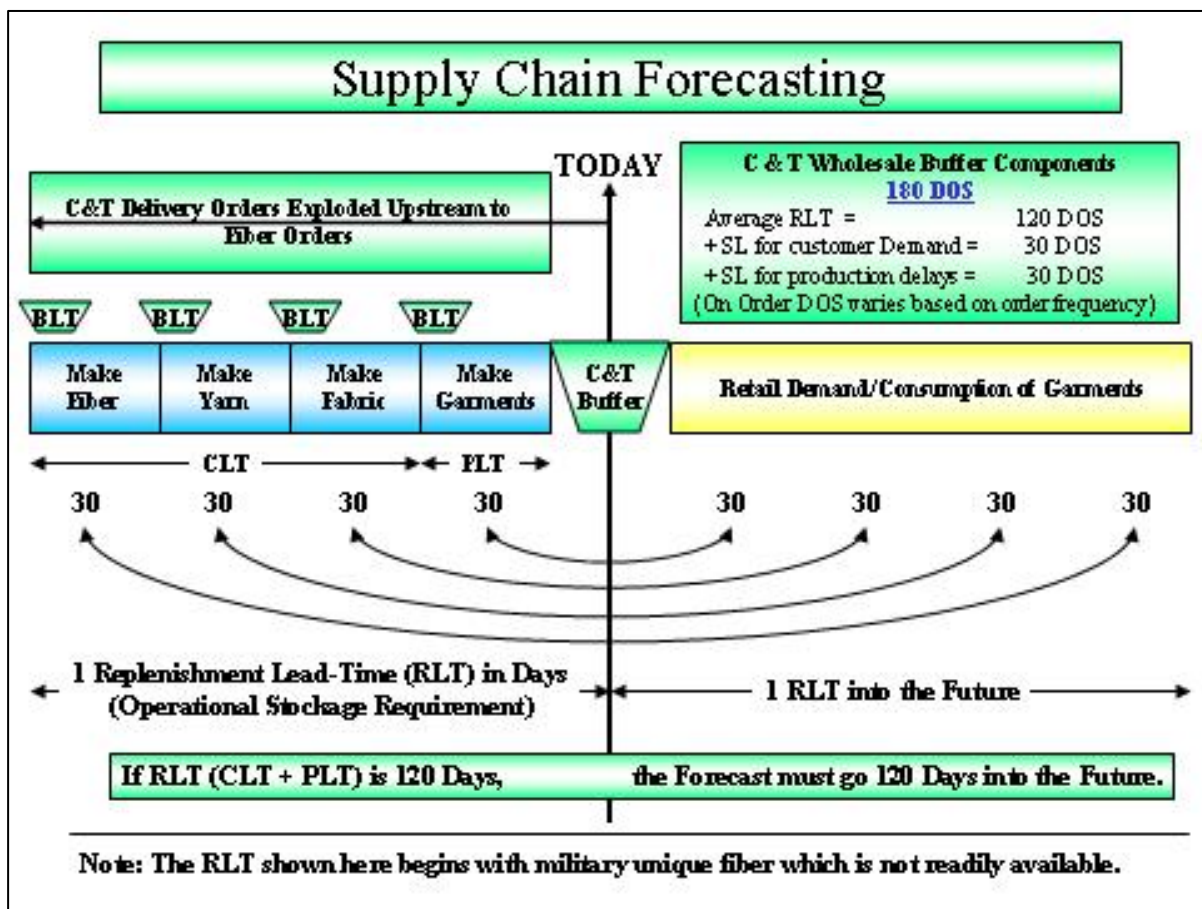 Supply Chain Forecasting
TODAY
C&T Delivery Orders Exploded Upstream to
Fiber Orders
C & T Wholesale Buffer Components
180 DOS
Average RLT = 120 DOS
+ SL for customer Demand = 30 DOS
+ SL for production delays = 30 DOS
(On Order DOS varies based on order frequency)
BLT BLT BLT BLT
Make Make Make Make C&T
Fiber Yarn Fabric Garments Buffer
Retail Demand/Consumption of Garments
CLT PLT
30 30 30 30 30 30 30 30
1 Replenishment Lead-Time (RLT) in Days
(Operational Stockage Requirement)
1 RLT into the Future
If RLT (CLT + PLT) is 120 Days, the Forecast must go 120 Days into the Future.
Note: The RLT shown here begins with military unique fiber which is not readily available.